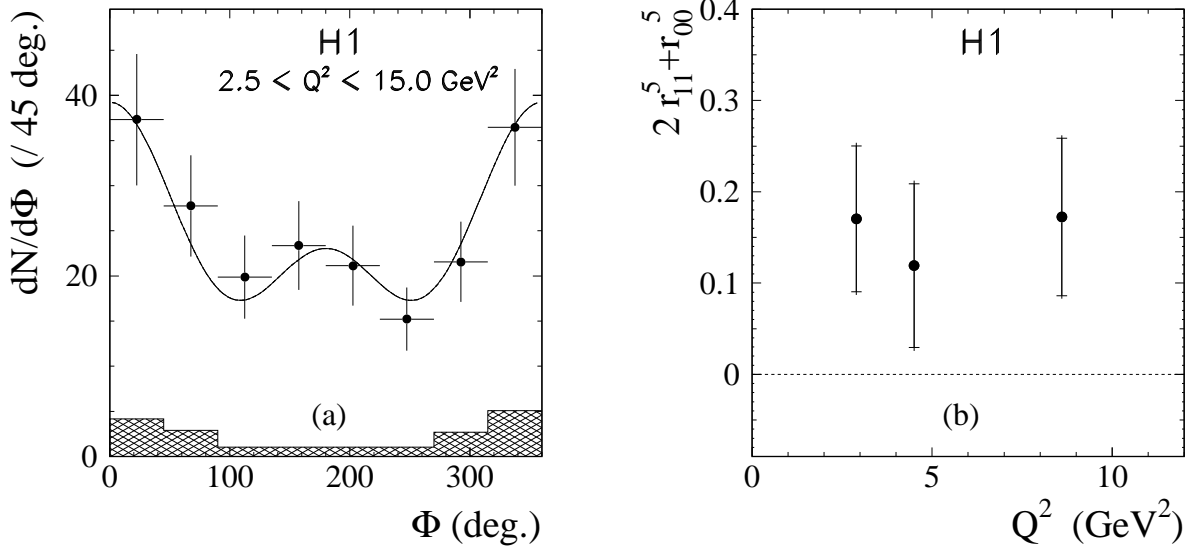 H1
2.5 < Q² < 15.0 GeV²
dN/dΦ (/ 45 deg.)
40
20
0
(a)
0 100 200 300
Φ (deg.)
H1
2 r⁵₁₁+r₀₀⁵
0.4
0.3
0.2
0.1
0
(b)
0 5 10
Q² (GeV²)